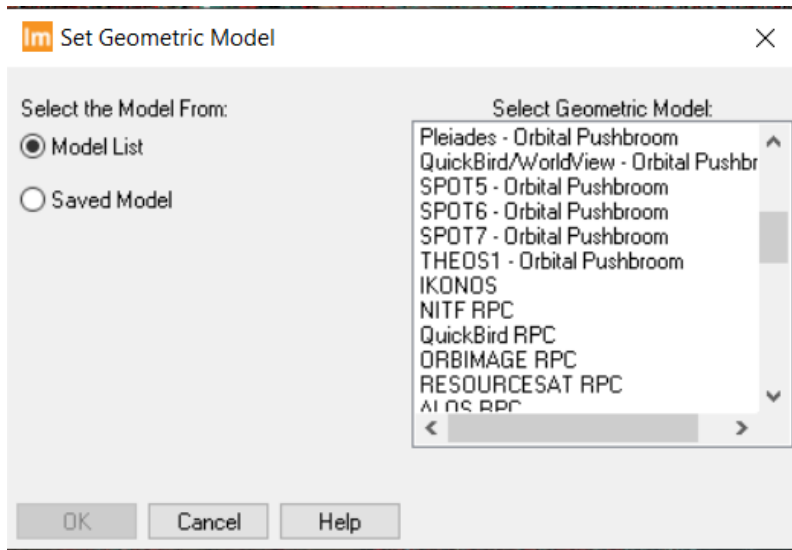 Im Set Geometric Model
Select the Model From:
Model List
Saved Model
Select Geometric Model:
Pleiades - Orbital Pushbroom
QuickBird/WorldView - Orbital Pushbr
SPOT5 - Orbital Pushbroom
SPOT6 - Orbital Pushbroom
SPOT7 - Orbital Pushbroom
THEOS1 - Orbital Pushbroom
IKONOS
NITF RPC
QuickBird RPC
ORBIMAGE RPC
RESOURCESAT RPC
ALOS RPC
OK Cancel Help